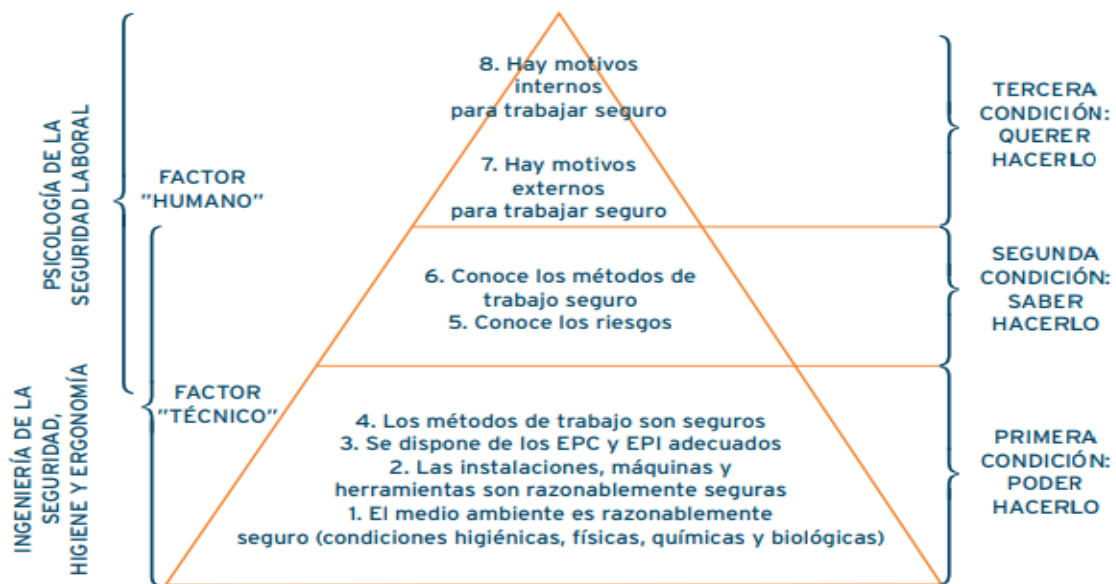 PSICOLOGÍA DE LA
SEGURIDAD LABORAL
INGENIERÍA DE LA
SEGURIDAD,
HIGIENE Y ERGONOMÍA
FACTOR
"HUMANO"
FACTOR
"TÉCNICO"
8. Hay motivos
internos
para trabajar seguro
7. Hay motivos
externos
para trabajar seguro
6. Conoce los métodos de
trabajo seguro
5. Conoce los riesgos
4. Los métodos de trabajo son seguros
3. Se dispone de los EPC y EPI adecuados
2. Las instalaciones, máquinas y
herramientas son razonablemente seguras
1. El medio ambiente es razonablemente
seguro (condiciones higiénicas, físicas, químicas y biológicas)
TERCERA
CONDICIÓN:
QUERER
HACERLO
SEGUNDA
CONDICIÓN:
SABER
HACERLO
PRIMERA
CONDICIÓN:
PODER
HACERLO